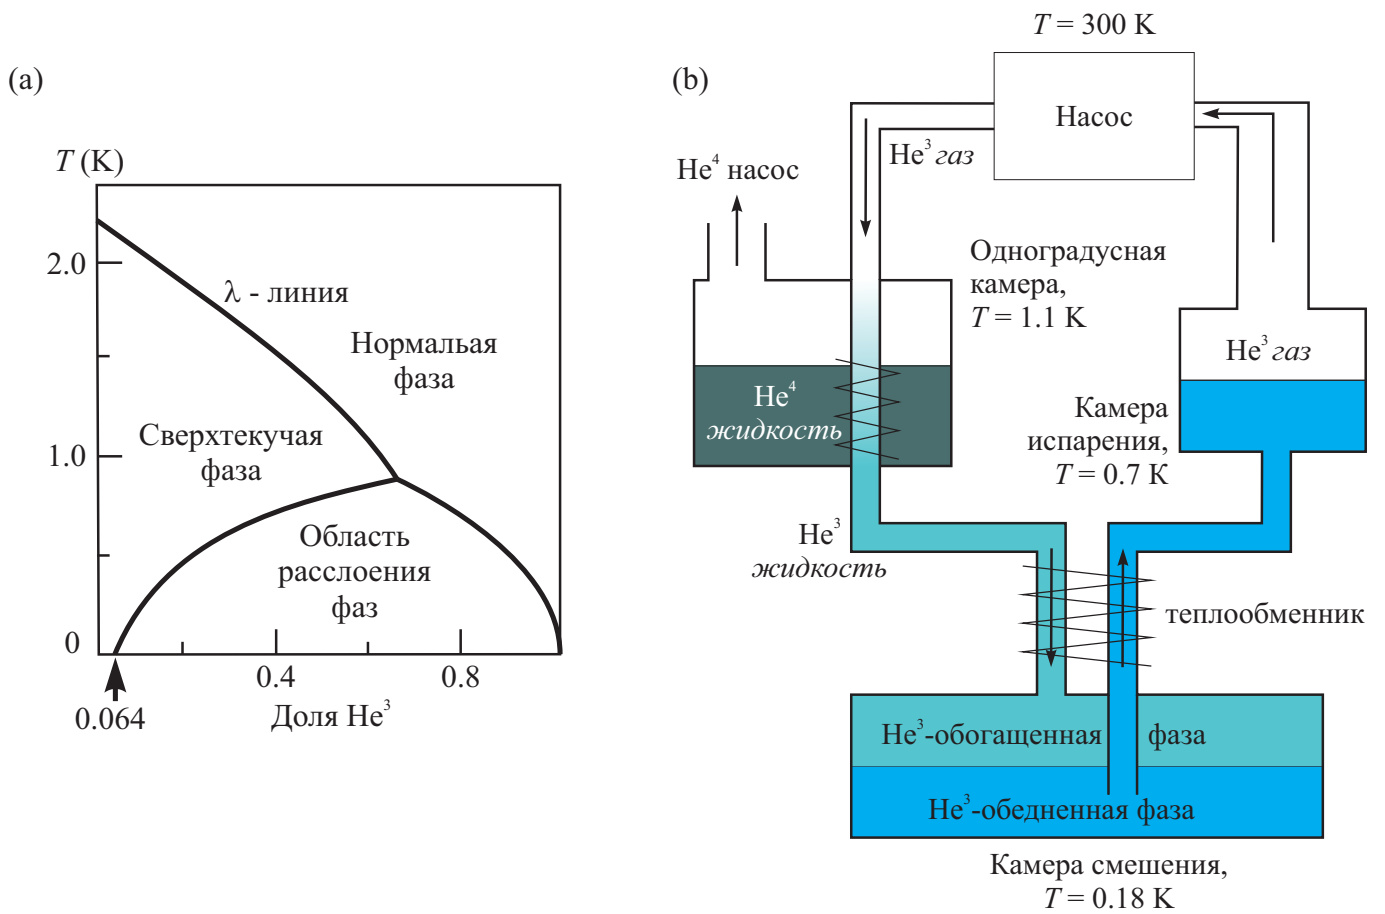 (a)
T (K)
2.0
1.0
0
λ - линия
Нормальая
фаза
Сверхтекучая
фаза
Область
расслоения
фаз
0.4
0.8
0.064
Доля He³
(b)
T = 300 K
Насос
He³ газ
He⁴ насос
Одноградусная
камера,
T = 1.1 K
He⁴
жидкость
He³ газ
Камера
испарения,
T = 0.7 К
He³
жидкость
теплообменник
He³-обогащенная фаза
He³-обедненная фаза
Камера смешения,
T = 0.18 K